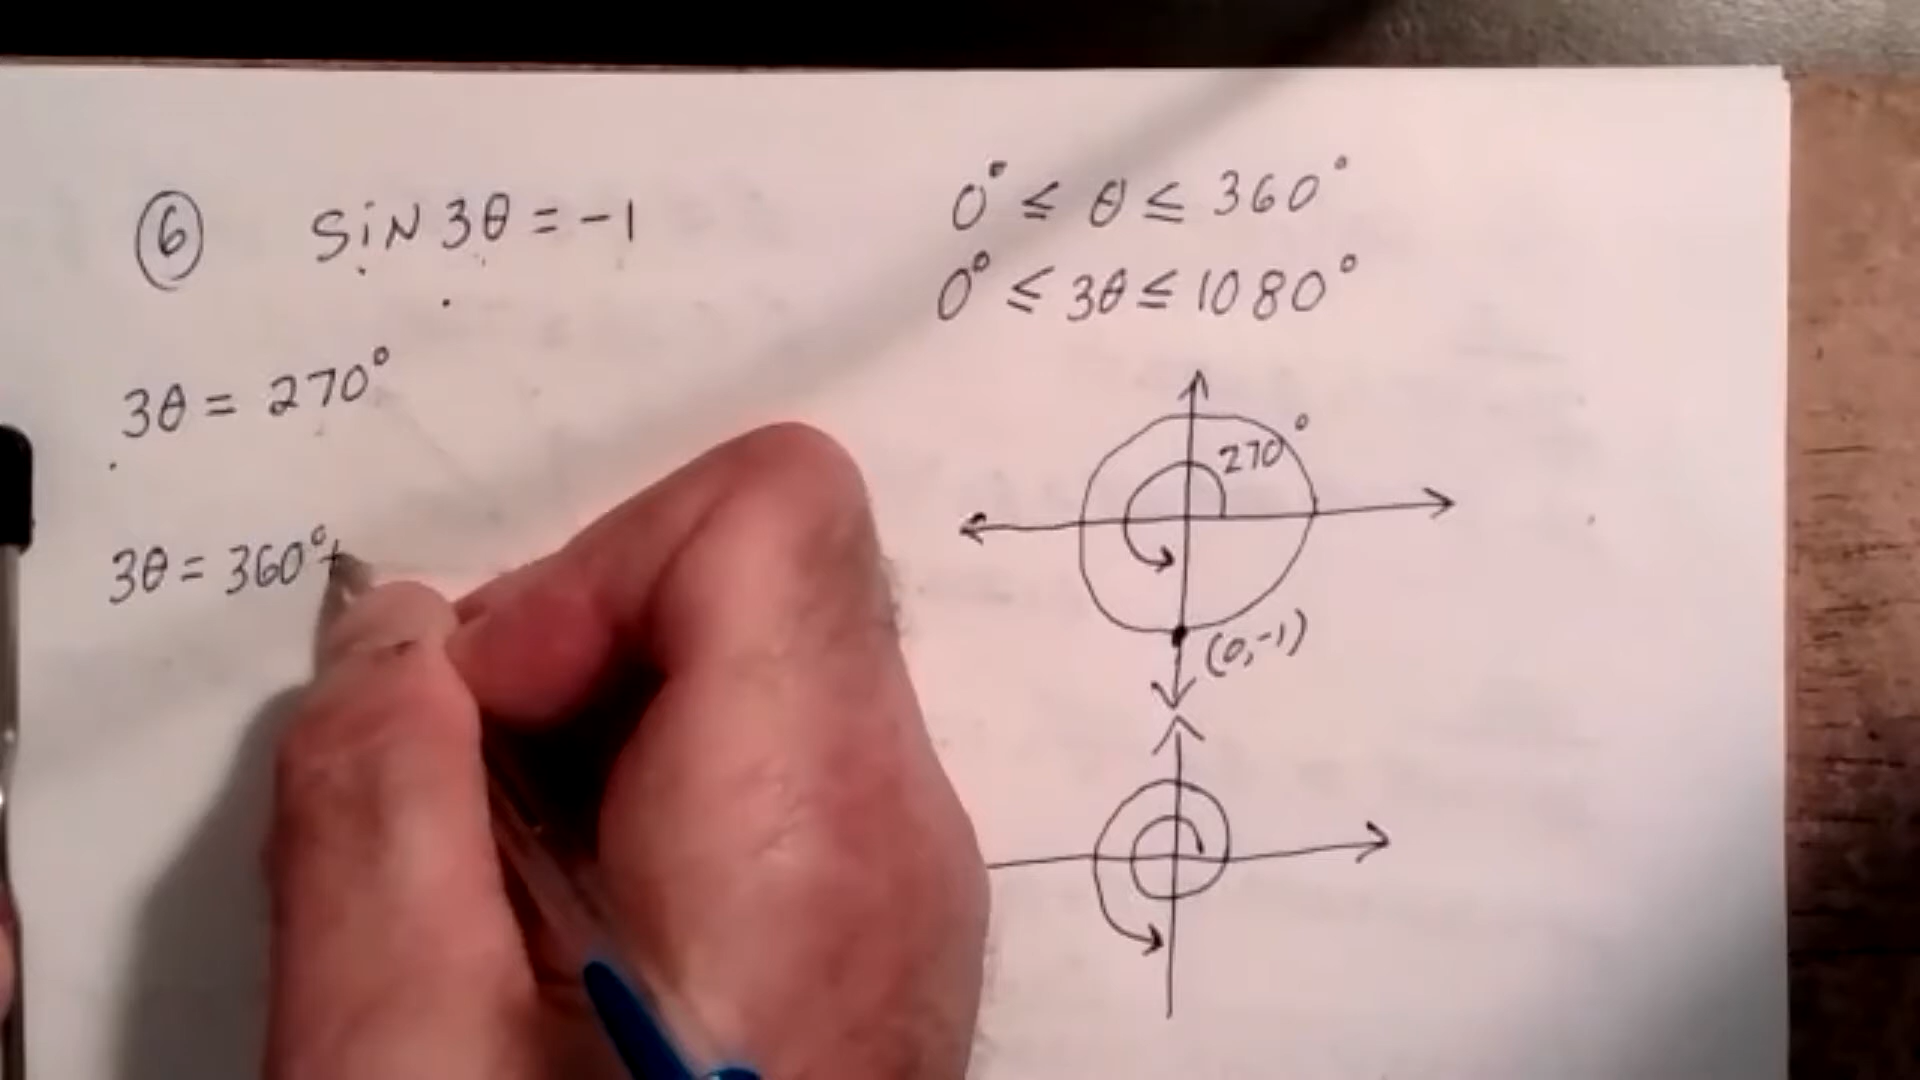 ⑥ SiN 3θ = -1
0° ≤ θ ≤ 360°
0° ≤ 3θ ≤ 1080°
3θ = 270°
3θ = 360° +
270°
(0,-1)